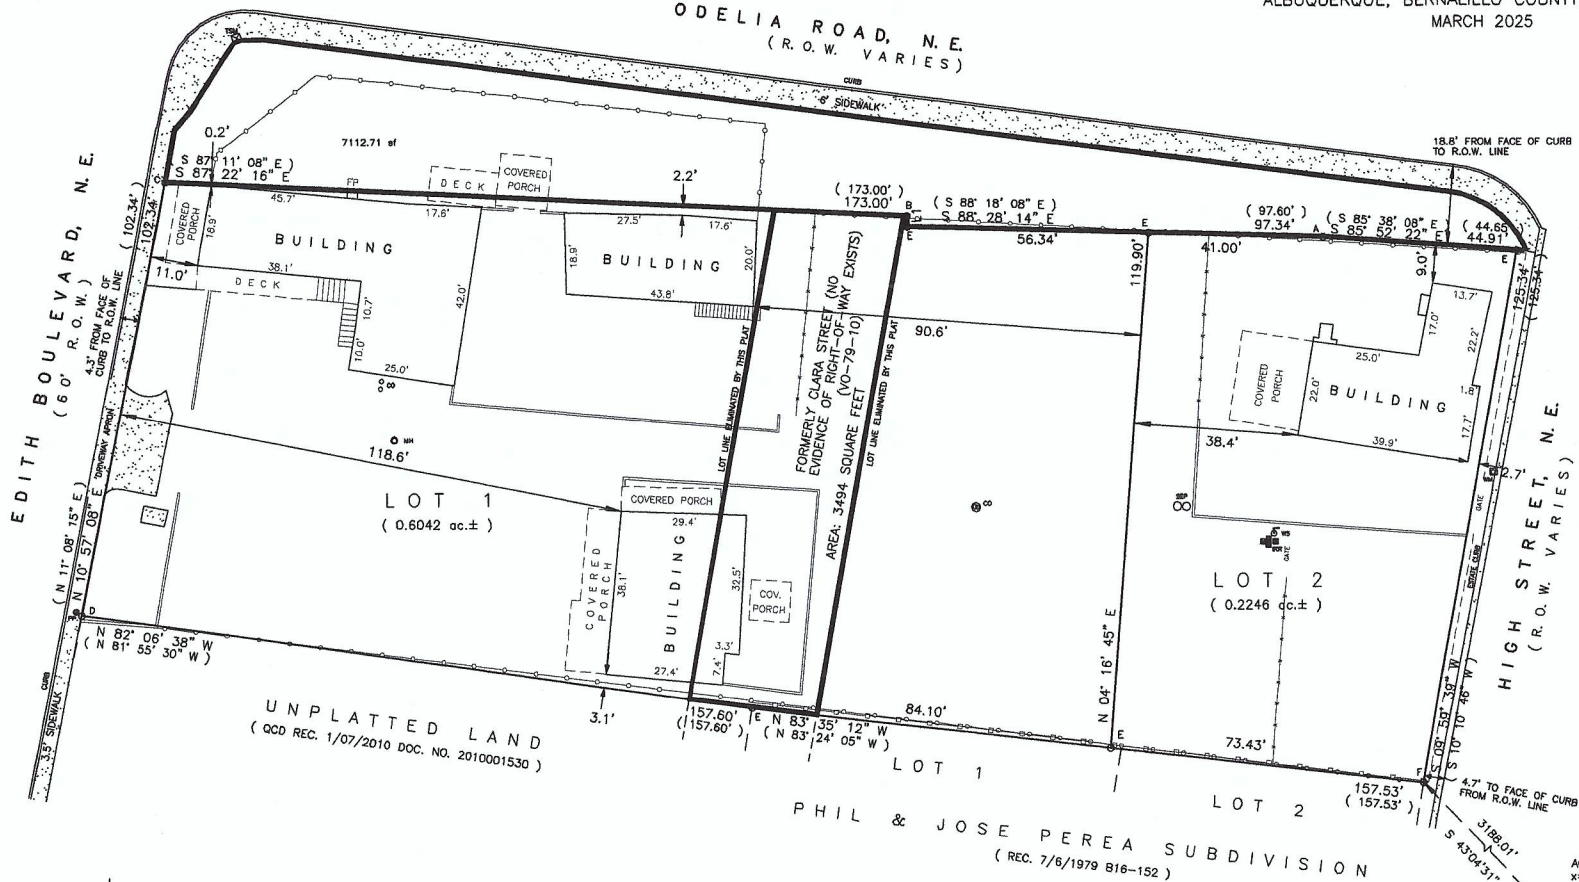 ALBUQUERQUE, BERNALILLO COUNTY
MARCH 2025
ODELIA ROAD, N.E.
( R.O.W. VARIES )
CURB
6' SIDEWALK
18.8' FROM FACE OF CURB
TO R.O.W. LINE
0.2'
7112.71 sf
( S 87° 11' 08" E )
S 87° 22' 16" E
FP
DECK
COVERED
PORCH
2.2'
( 173.00' )
173.00'
B
( S 88° 18' 08" E )
S 88° 28' 14" E
E
56.34'
E
( 97.60' )
97.34'
41.00'
A
( S 85° 38' 08" E )
S 85° 52' 22" E
( 44.65'
44.91'
E
C
EDITH BOULEVARD, N.E.
( 60' R.O.W. )
4.3' FROM FACE OF
CURB TO R.O.W. LINE
( 102.34' )
102.34'
COVERED
PORCH
18.9'
45.7'
17.6'
BUILDING
38.1'
11.0'
DECK
10.7'
10.0'
42.0'
25.0'
27.5'
17.6'
18.9'
BUILDING
20.0'
43.8'
LOT LINE ELIMINATED BY THIS PLAT
FORMERLY CLARA STREET (NO
EVIDENCE OF RIGHT-OF-WAY EXISTS)
(VO-79-10)
AREA: 3494 SQUARE FEET
LOT LINE ELIMINATED BY THIS PLAT
90.6'
119.90'
9.0'
13.7'
17.0'
22.2'
25.0'
COVERED
PORCH
22.0'
BUILDING
1.8'
17.7'
39.9'
38.4'
125.34'
( 125.34' )
2.7'
DRIVEWAY APRON
MH
118.6'
LOT 1
( 0.6042 ac.± )
( N 11° 08' 15" E )
N 10° 57' 08" E
COVERED PORCH
29.4'
COVERED
PORCH
38.1'
BUILDING
32.5'
COV.
PORCH
3.3'
7.4'
27.4'
CO
GATE
GATE
LOT 2
( 0.2246 ac.± )
ESTATE CURB
HIGH STREET, N.E.
( R.O.W. VARIES )
D
N 82° 06' 38" W
( N 81° 55' 30" W )
CURB
3.5' SIDEWALK
UNPLATTED LAND
( QCD REC. 1/07/2010 DOC. NO. 2010001530 )
3.1'
157.60'
( 157.60' )
E
N 83° 35' 12" W
( N 83° 24' 05" W )
84.10'
N 04° 16' 45" E
E
73.43'
S 09° 59' 39" W
S 10° 10' 46" W )
F
157.53'
( 157.53' )
4.7' TO FACE OF CURB
FROM R.O.W. LINE
LOT 1
LOT 2
PHIL & JOSE PEREA SUBDIVISION
( REC. 7/6/1979 B16-152 )
3188.01'
S 43°04'31"